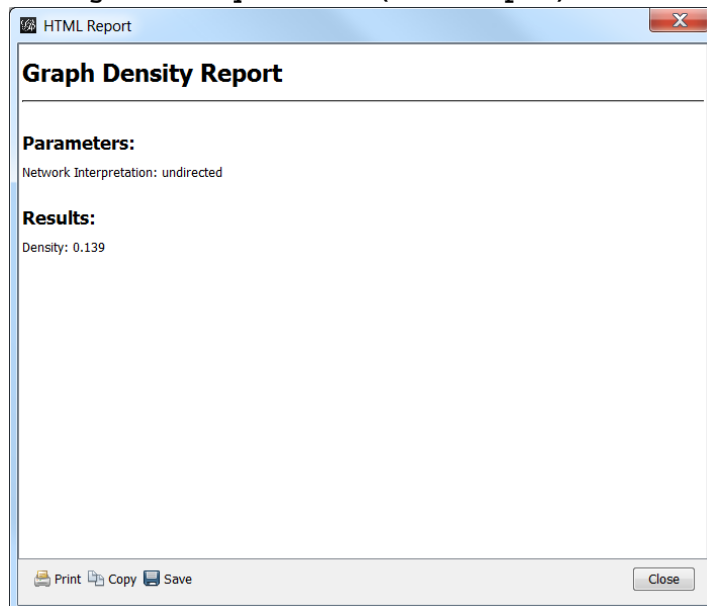 HTML Report
Graph Density Report
Parameters:
Network Interpretation: undirected
Results:
Density: 0.139
Print Copy Save Close